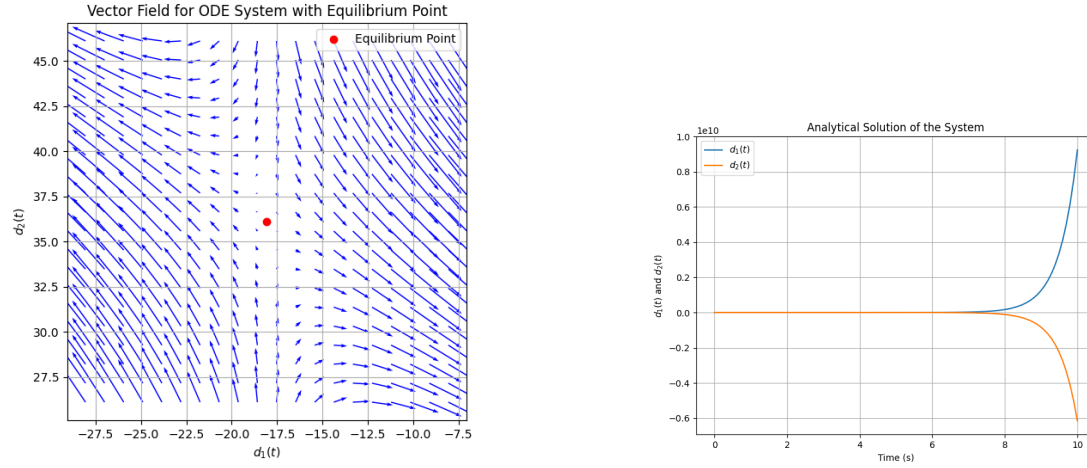 Vector Field for ODE System with Equilibrium Point
Equilibrium Point
45.0
42.5
40.0
37.5
35.0
32.5
30.0
27.5
d₂(t)
−27.5 −25.0 −22.5 −20.0 −17.5 −15.0 −12.5 −10.0 −7.5
d₁(t)
Analytical Solution of the System
1e10
d₁(t)
d₂(t)
1.0
0.8
0.6
0.4
0.2
0.0
−0.2
−0.4
−0.6
d₁(t) and d₂(t)
0 2 4 6 8 10
Time (s)